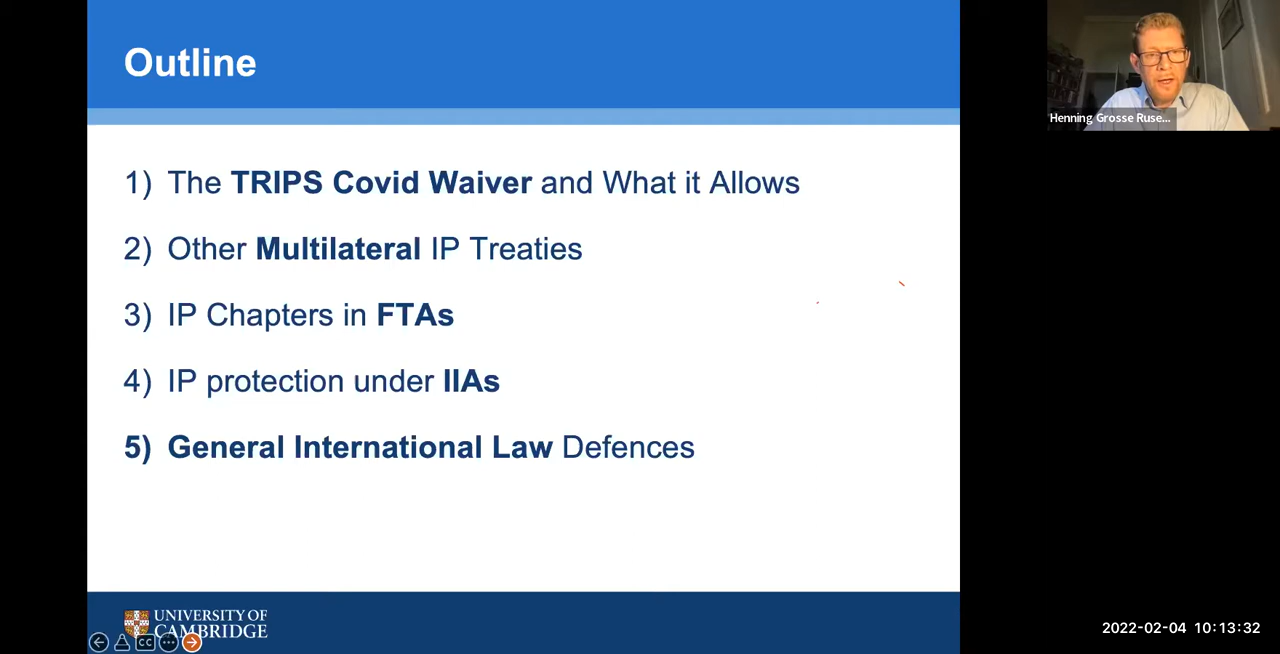 Outline
Henning Grosse Ruse...
1) The TRIPS Covid Waiver and What it Allows
2) Other Multilateral IP Treaties
3) IP Chapters in FTAs
4) IP protection under IIAs
5) General International Law Defences
UNIVERSITY OF
CAMBRIDGE
CC
2022-02-04 10:13:32